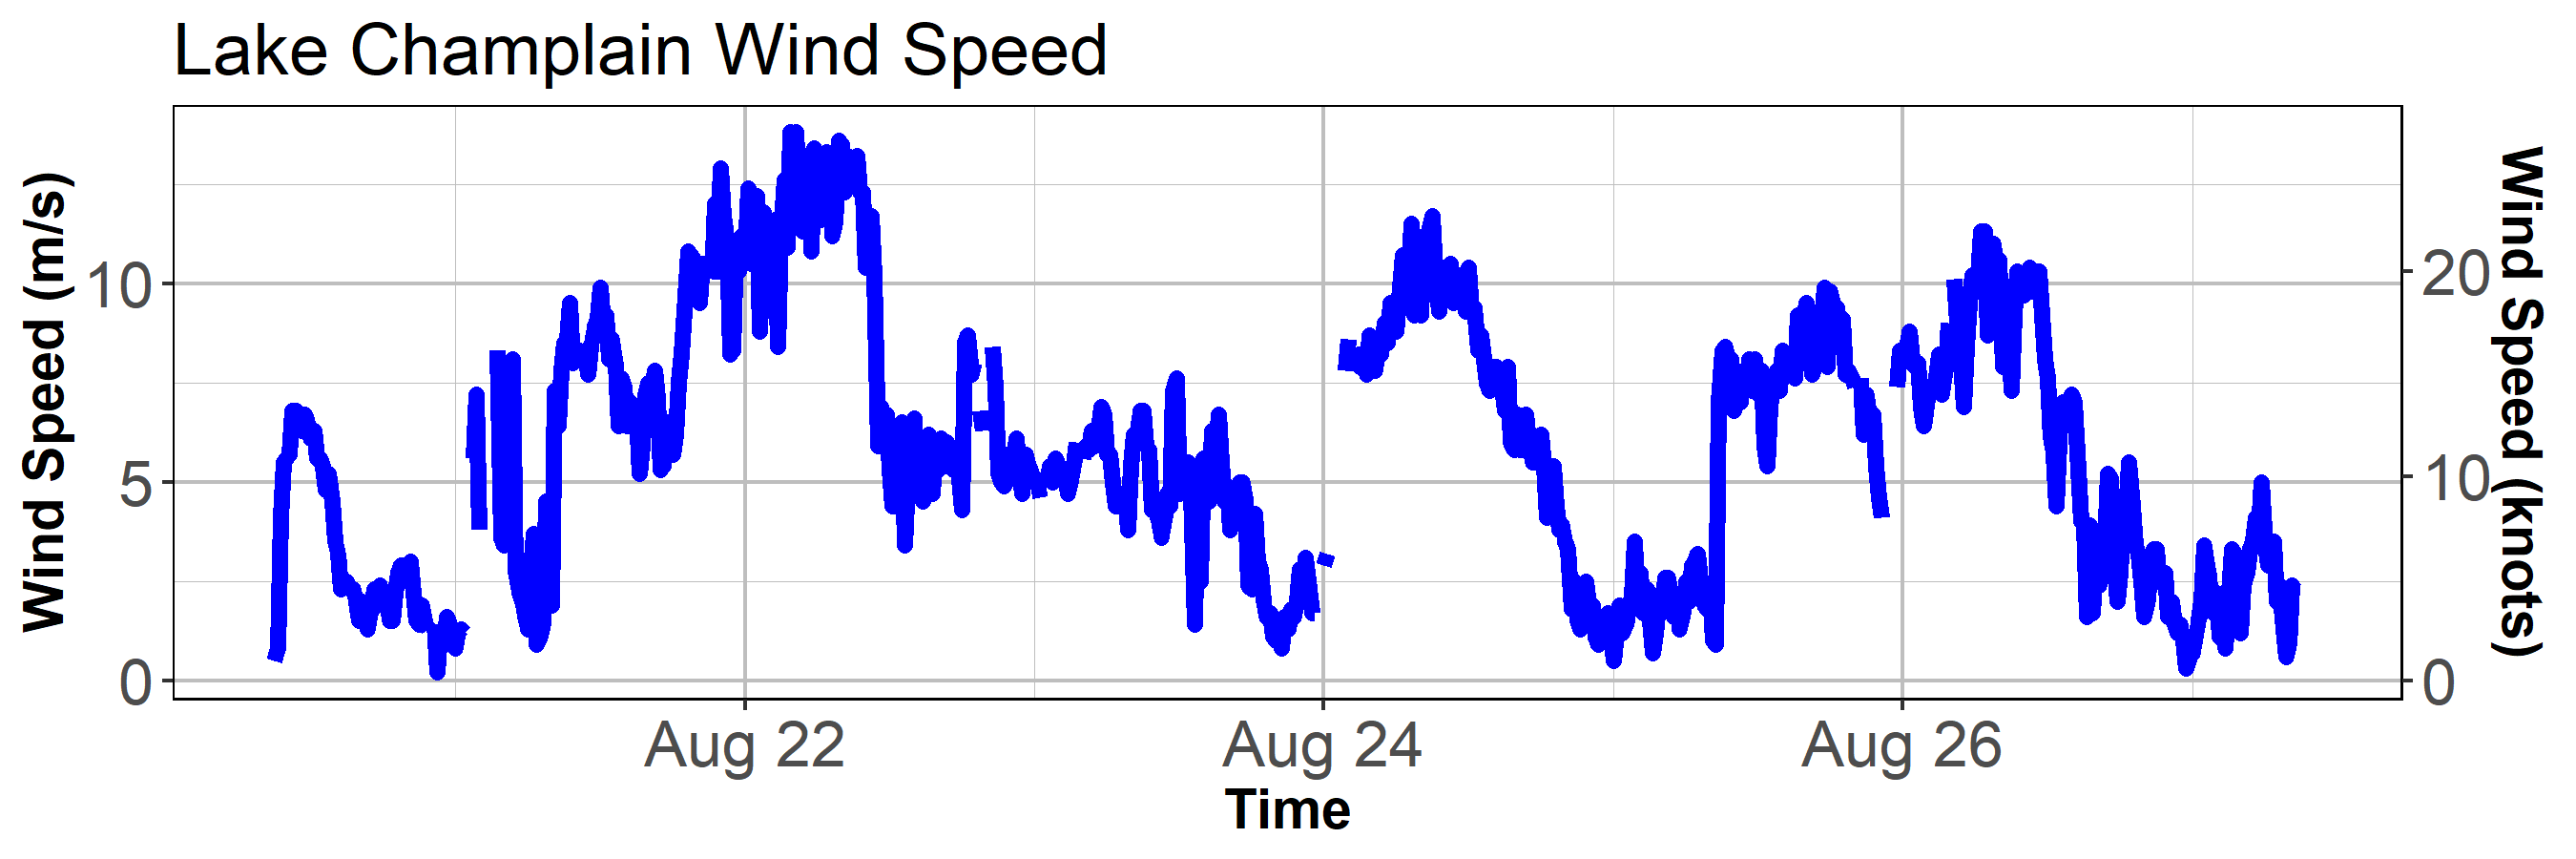 Lake Champlain Wind Speed
Wind Speed (m/s)
10
5
0
20
10
0
Wind Speed (knots)
Aug 22
Aug 24
Aug 26
Time